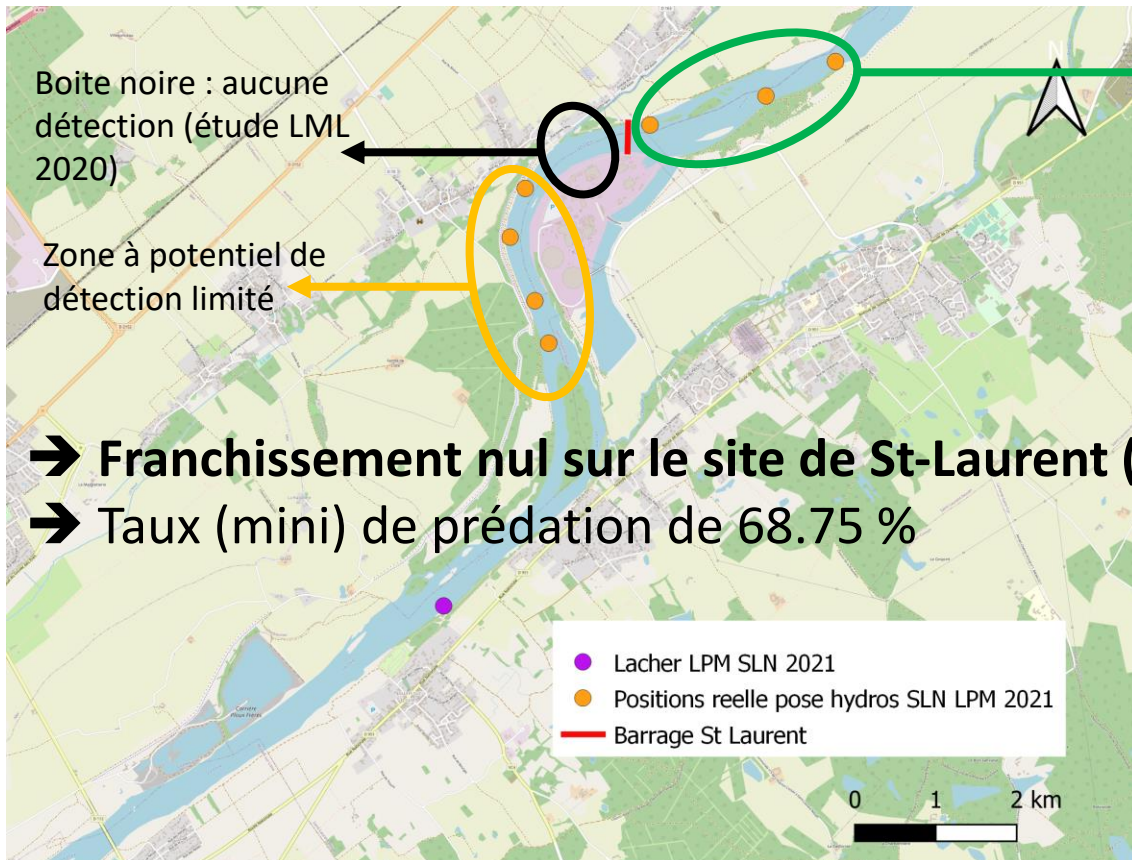 Boite noire : aucune
détection (étude LML
2020)
N
Zone à potentiel de
détection limité
➔ Franchissement nul sur le site de St-Laurent (
➔ Taux (mini) de prédation de 68.75 %
Lacher LPM SLN 2021
Positions reelle pose hydros SLN LPM 2021
Barrage St Laurent
0 1 2 km